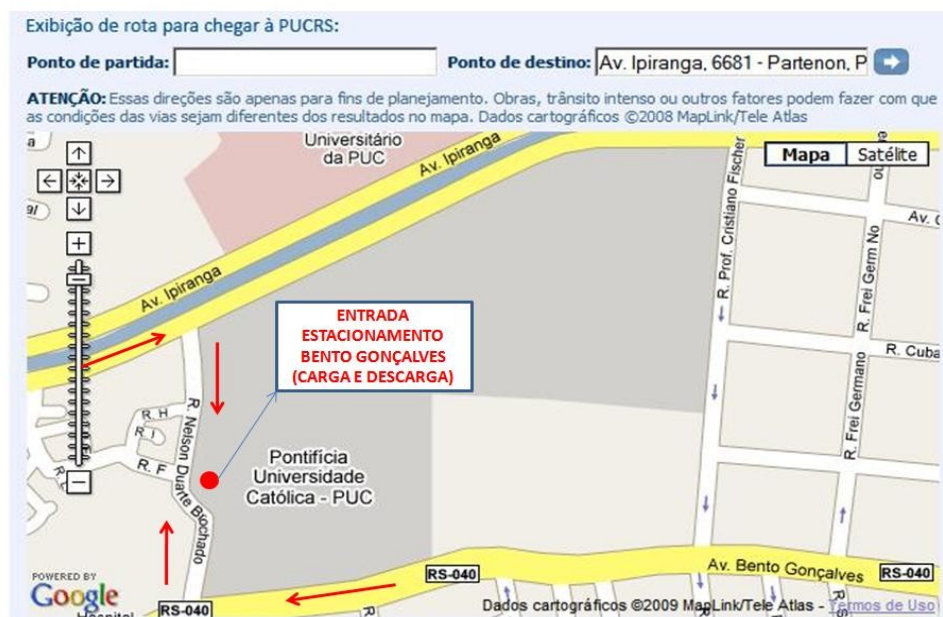 Exibição de rota para chegar à PUCRS:
Ponto de partida:
Ponto de destino: Av. Ipiranga, 6681 - Partenon, P
ATENÇÃO: Essas direções são apenas para fins de planejamento. Obras, trânsito intenso ou outros fatores podem fazer com que
as condições das vias sejam diferentes dos resultados no mapa. Dados cartográficos ©2008 MapLink/Tele Atlas
Universitário
da PUC
Av. Ipiranga
Mapa
Satélite
R. Prof. Cristiano Fischer
R. Frei Germ No
Av. Ipiranga
ENTRADA
ESTACIONAMENTO
BENTO GONÇALVES
(CARGA E DESCARGA)
R. Cuba
R. Frei Germano
R. H
R. I
R. F
R. Nelson Duarte Brochado
Pontifícia
Universidade
Católica - PUC
Av. Bento Gonçalves
RS-040
RS-040
RS-040
POWERED BY
Google
Hospital
Dados cartográficos ©2009 MapLink/Tele Atlas - Termos de Uso